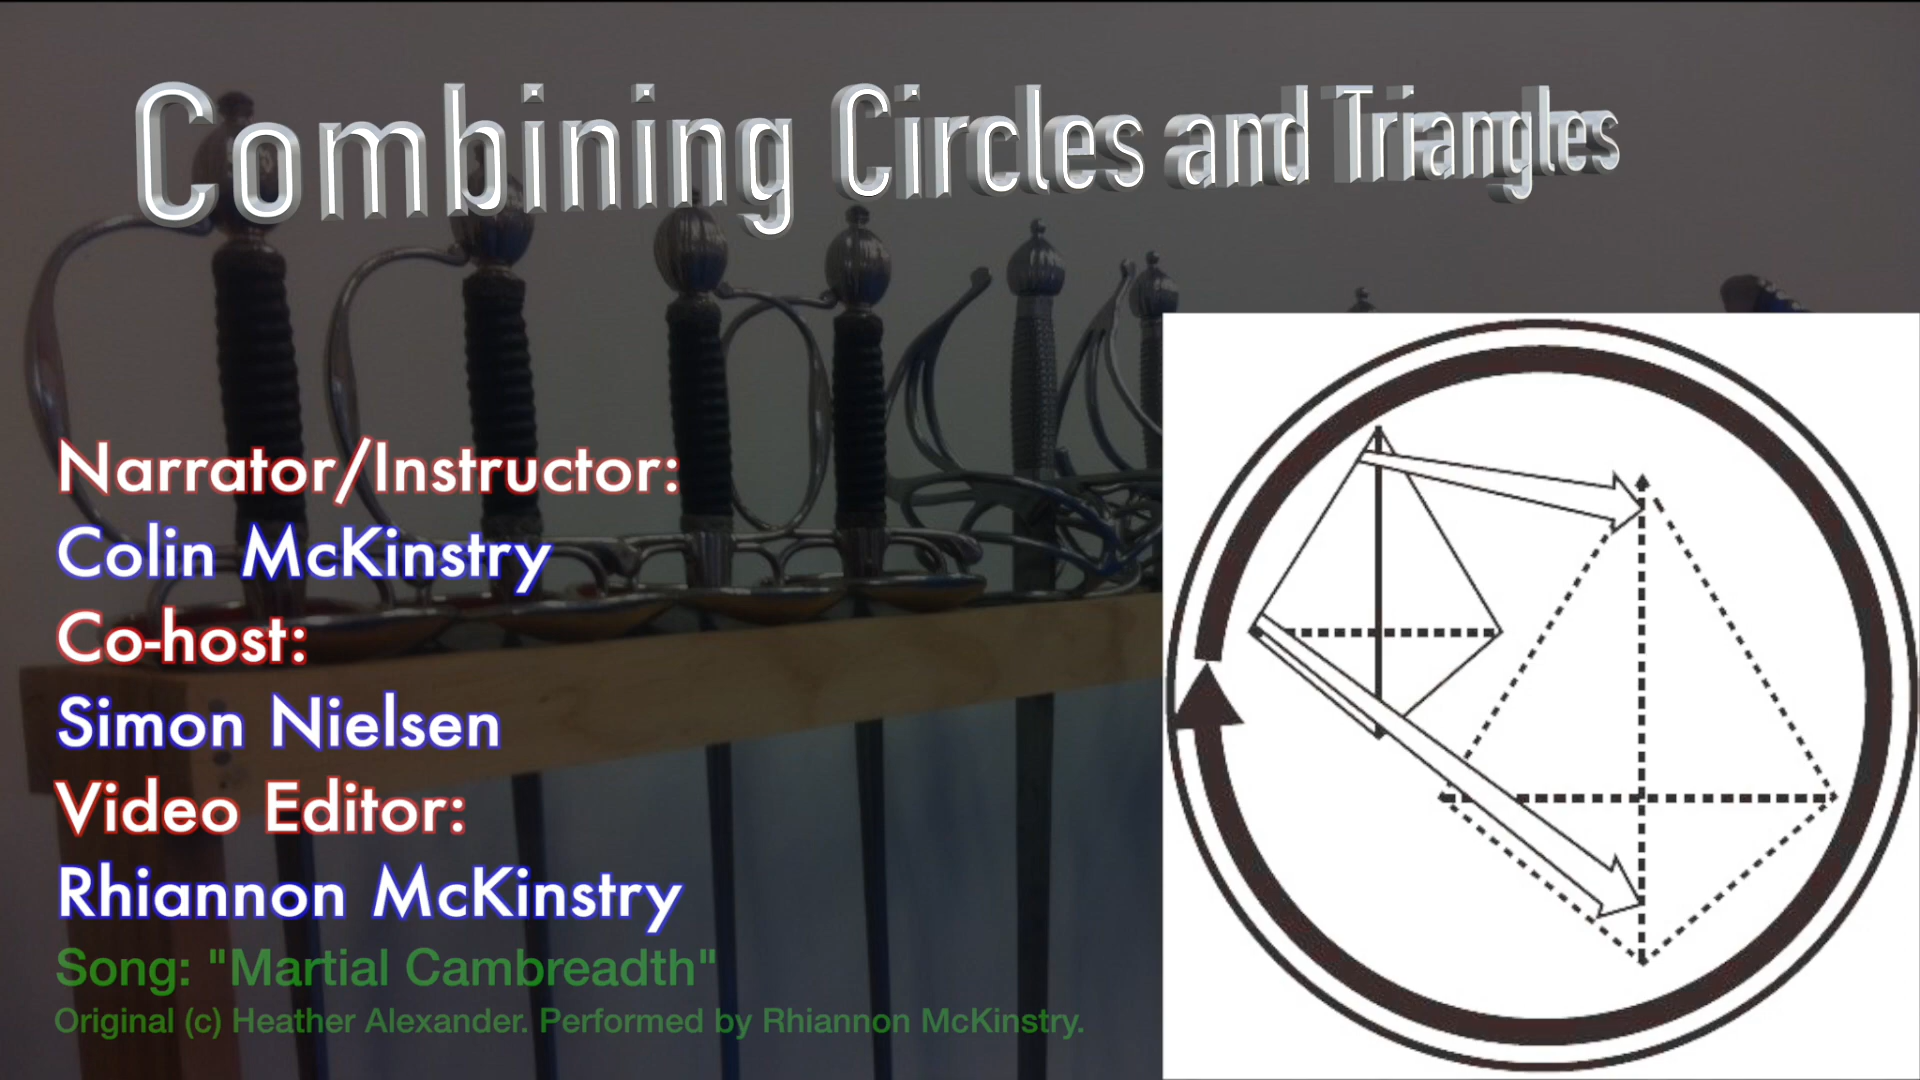 Combining Circles and Triangles
Narrator/Instructor:
Colin McKinstry
Co-host:
Simon Nielsen
Video Editor:
Rhiannon McKinstry
Song: "Martial Cambreadth"
Original (c) Heather Alexander. Performed by Rhiannon McKinstry.